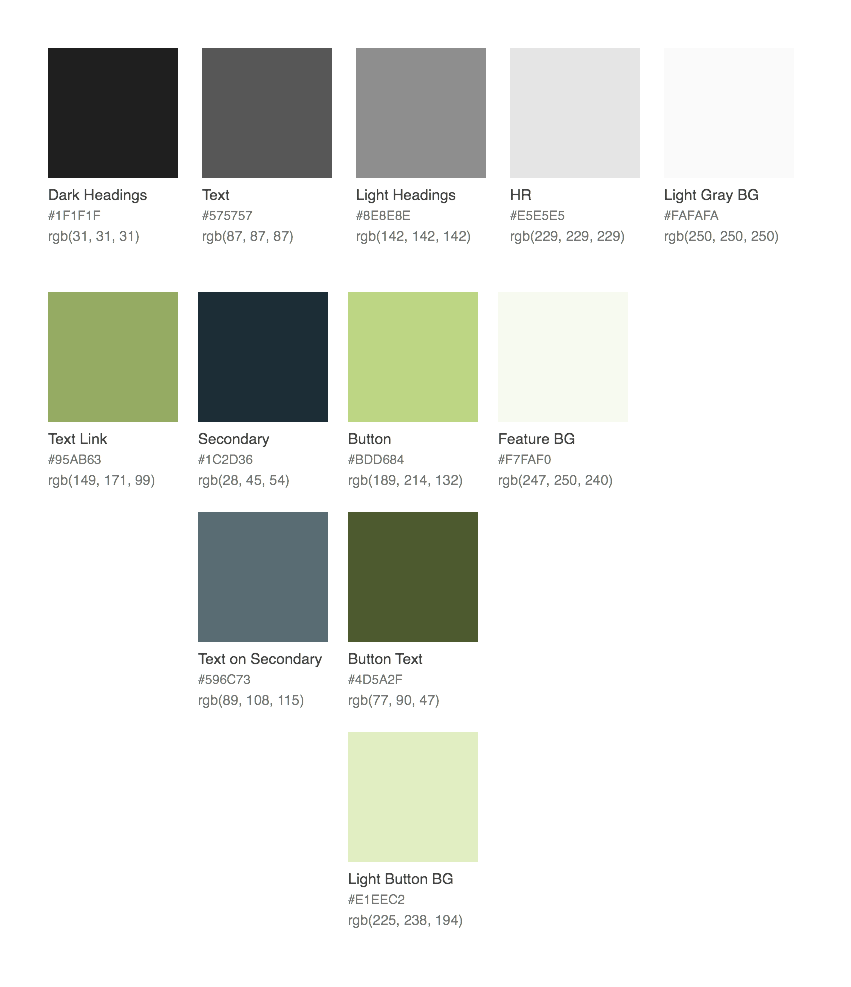 Dark Headings
#1F1F1F
rgb(31, 31, 31)
Text
#575757
rgb(87, 87, 87)
Light Headings
#8E8E8E
rgb(142, 142, 142)
HR
#E5E5E5
rgb(229, 229, 229)
Light Gray BG
#FAFAFA
rgb(250, 250, 250)
Text Link
#95AB63
rgb(149, 171, 99)
Secondary
#1C2D36
rgb(28, 45, 54)
Button
#BDD684
rgb(189, 214, 132)
Feature BG
#F7FAF0
rgb(247, 250, 240)
Text on Secondary
#596C73
rgb(89, 108, 115)
Button Text
#4D5A2F
rgb(77, 90, 47)
Light Button BG
#E1EEC2
rgb(225, 238, 194)